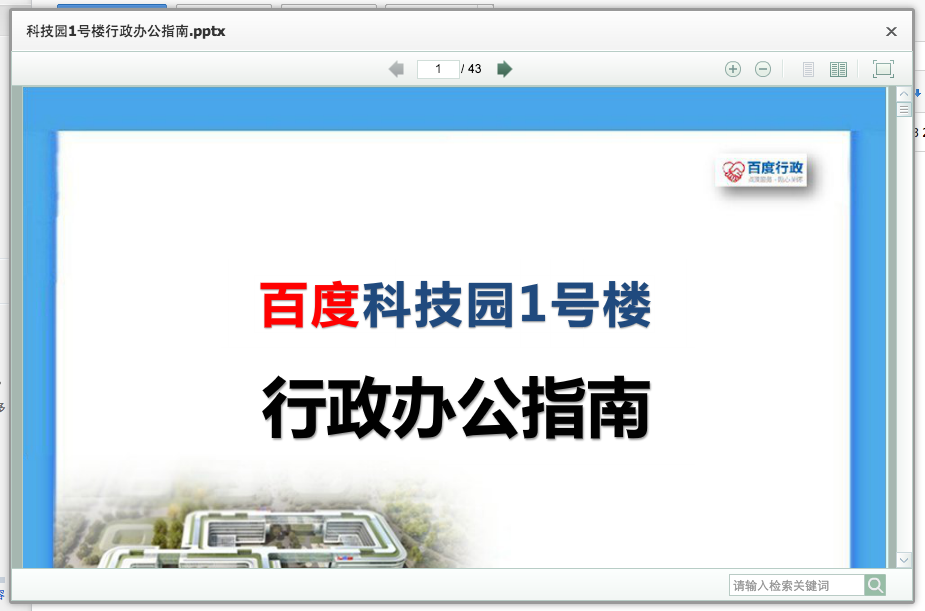 科技园1号楼行政办公指南.pptx
1 / 43
百度行政
百度科技园1号楼
行政办公指南
请输入检索关键词